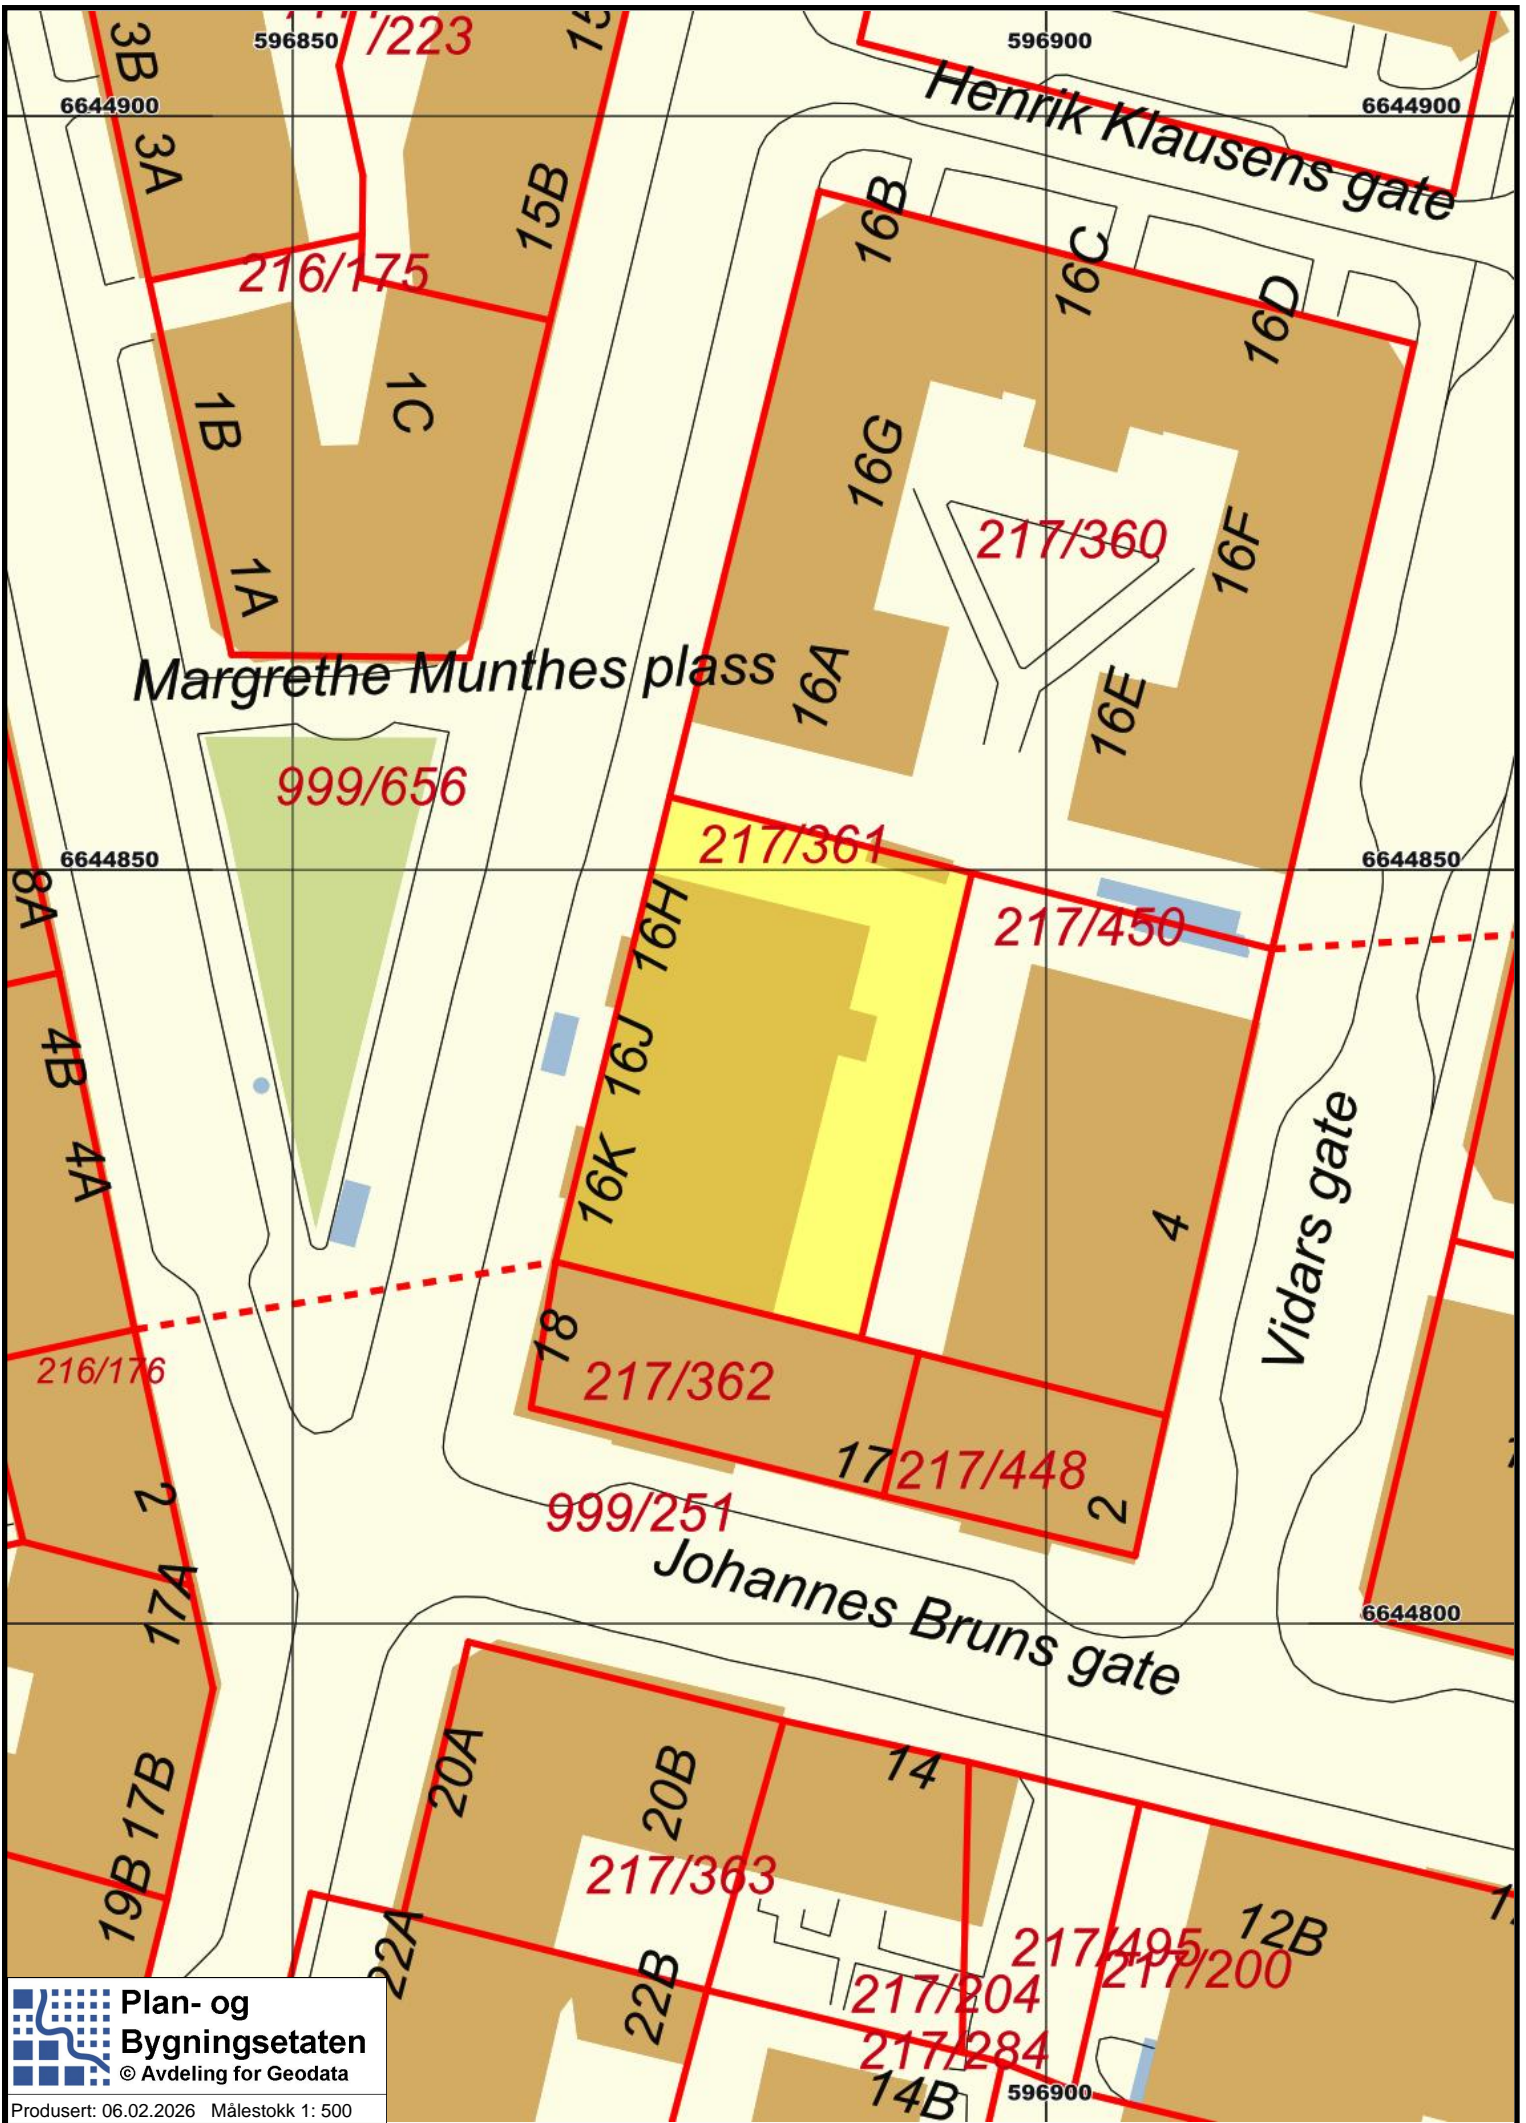 3B
596850
/223
15
596900
6644900
6644900
Henrik Klausens gate
3A
15B
16B
16C
16D
216/175
1B
1C
16G
217/360
16F
1A
Margrethe Munthes plass
16A
16E
999/656
217/361
6644850
6644850
8A
16H
217/450
4B
16J
4A
16K
4
Vidars gate
18
216/176
217/362
17
217/448
2
2
999/251
Johannes Bruns gate
17A
6644800
20A
20B
14
17B
217/363
19B
22A
12B
217/495
217/200
22B
217/204
217/284
14B
596900
Plan- og
Bygningsetaten
© Avdeling for Geodata
Produsert: 06.02.2026 Målestokk 1: 500